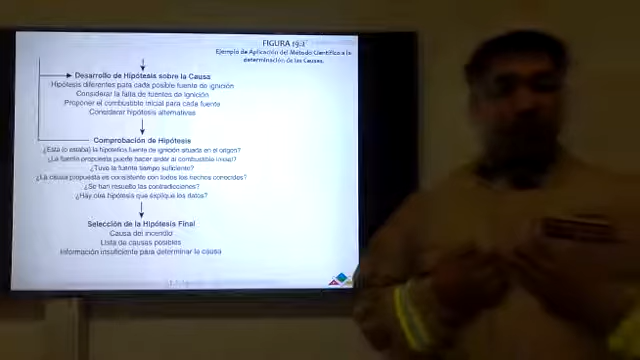 FIGURA 19.2
Ejemplo de Aplicación del Método Científico a la
determinación de las Causas.
Desarrollo de Hipótesis sobre la Causa
Hipótesis diferentes para cada posible fuente de ignición
Considerar la falta de fuentes de ignición
Proponer el combustible inicial para cada fuente
Considerar hipótesis alternativas
Comprobación de Hipótesis
¿Está (o estaba) la hipótetica fuente de ignición situada en el origen?
¿La fuente propuesta puede hacer arder al combustible inicial?
¿Tuvo la fuente tiempo suficiente?
¿La causa propuesta es consistente con todos los hechos conocidos?
¿Se han resuelto las contradicciones?
¿Hay otra hipótesis que explique los datos?
Selección de la Hipótesis Final
Causa del incendio
Lista de causas posibles
Información insuficiente para determinar la causa